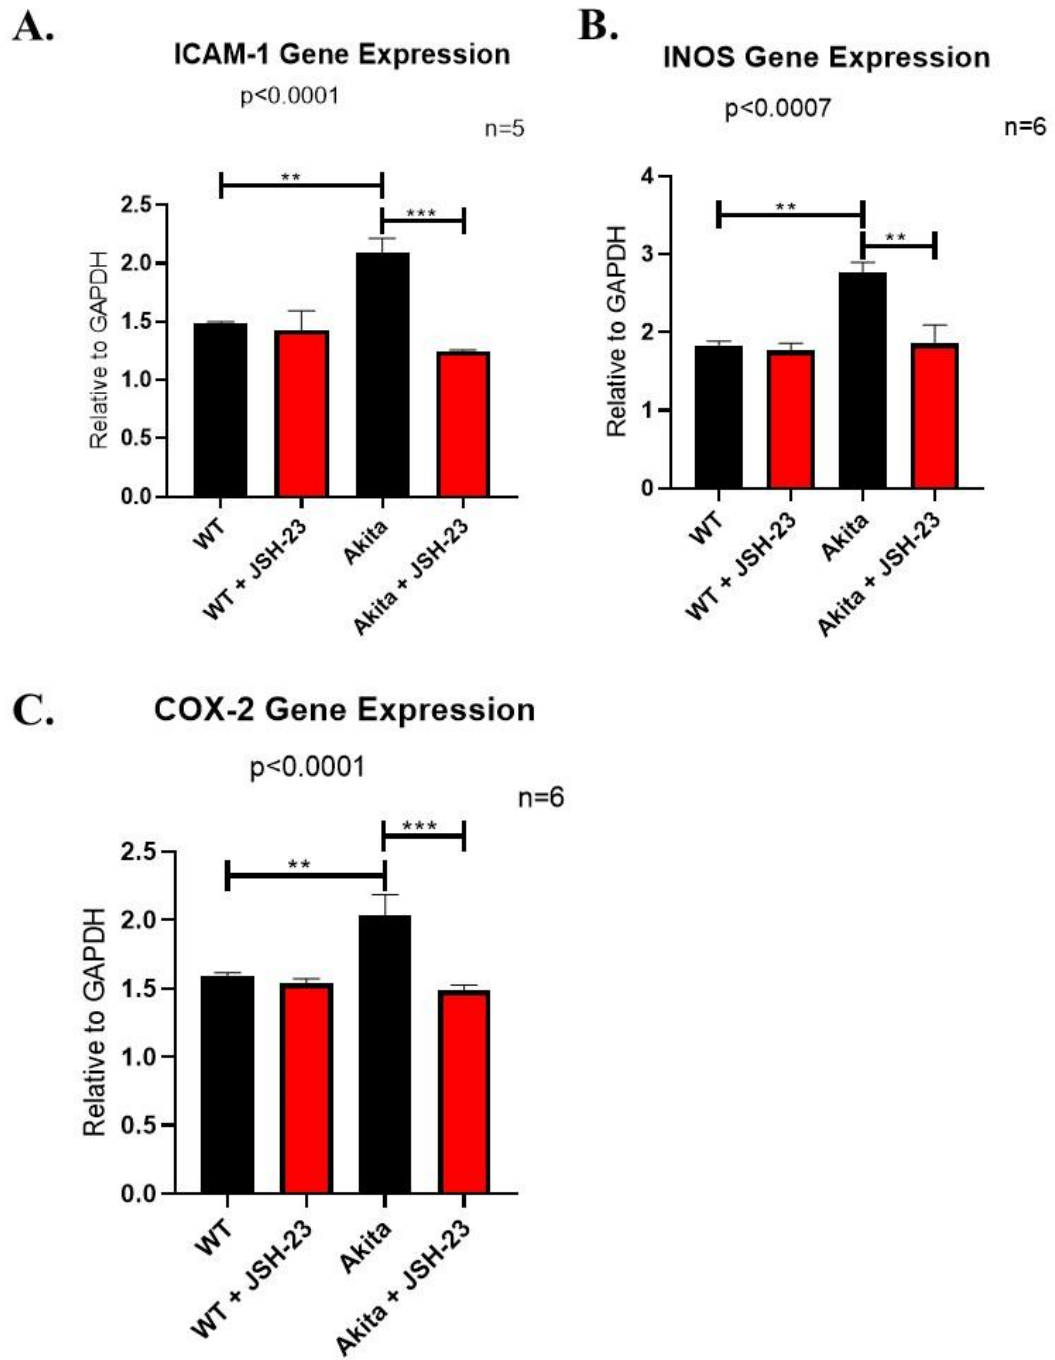 A.
ICAM-1 Gene Expression
p<0.0001
n=5
**
***
2.5
2.0
1.5
1.0
0.5
0.0
Relative to GAPDH
WT
WT + JSH-23
Akita
Akita + JSH-23
B.
INOS Gene Expression
p<0.0007
n=6
**
**
4
3
2
1
0
Relative to GAPDH
WT
WT + JSH-23
Akita
Akita + JSH-23
C.
COX-2 Gene Expression
p<0.0001
n=6
***
**
2.5
2.0
1.5
1.0
0.5
0.0
Relative to GAPDH
WT
WT + JSH-23
Akita
Akita + JSH-23